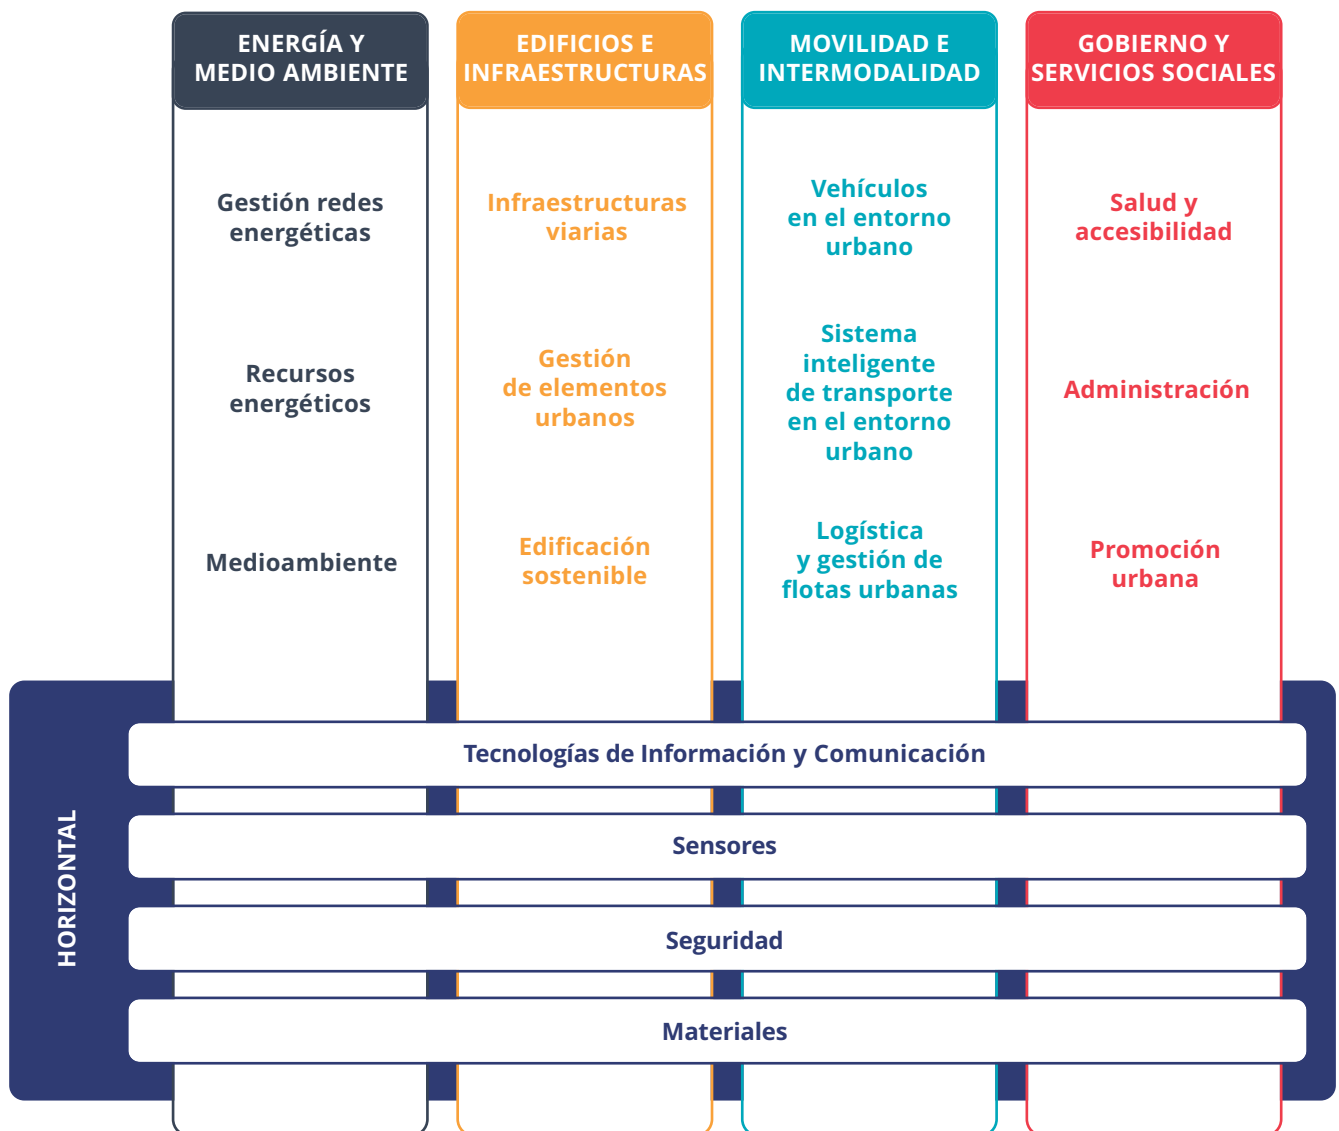 ENERGÍA Y
MEDIO AMBIENTE
Gestión redes
energéticas
Recursos
energéticos
Medioambiente
EDIFICIOS E
INFRAESTRUCTURAS
Infraestructuras
viarias
Gestión
de elementos
urbanos
Edificación
sostenible
MOVILIDAD E
INTERMODALIDAD
Vehículos
en el entorno
urbano
Sistema
inteligente
de transporte
en el entorno
urbano
Logística
y gestión de
flotas urbanas
GOBIERNO Y
SERVICIOS SOCIALES
Salud y
accesibilidad
Administración
Promoción
urbana
HORIZONTAL
Tecnologías de Información y Comunicación
Sensores
Seguridad
Materiales